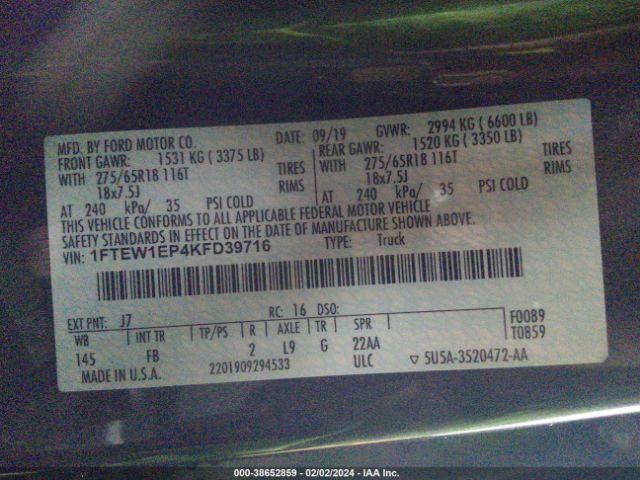 MFD. BY FORD MOTOR CO. DATE: 09/19 GVWR: 2994 KG ( 6600 LB)
FRONT GAWR: 1531 KG ( 3375 LB) REAR GAWR: 1520 KG ( 3350 LB)
WITH 275/65R18 116T TIRES WITH 275/65R18 116T TIRES
18x7.5J RIMS 18x7.5J RIMS
AT 240 kPa/ 35 PSI COLD AT 240 kPa/ 35 PSI COLD
THIS VEHICLE CONFORMS TO ALL APPLICABLE FEDERAL MOTOR VEHICLE
SAFETY STANDARDS IN EFFECT ON THE DATE OF MANUFACTURE SHOWN ABOVE.
VIN: 1FTEW1EP4KFD39716 TYPE: Truck
EXT PNT: J7 RC: 16 DSO: F0089
WB INT TR TP/PS R AXLE TR SPR T0859
145 FB 2 L9 G 22AA
MADE IN U.S.A. 2201909294533 ULC ▽ 5U5A-3520472-AA
000-38652859 - 02/02/2024 - IAA Inc.